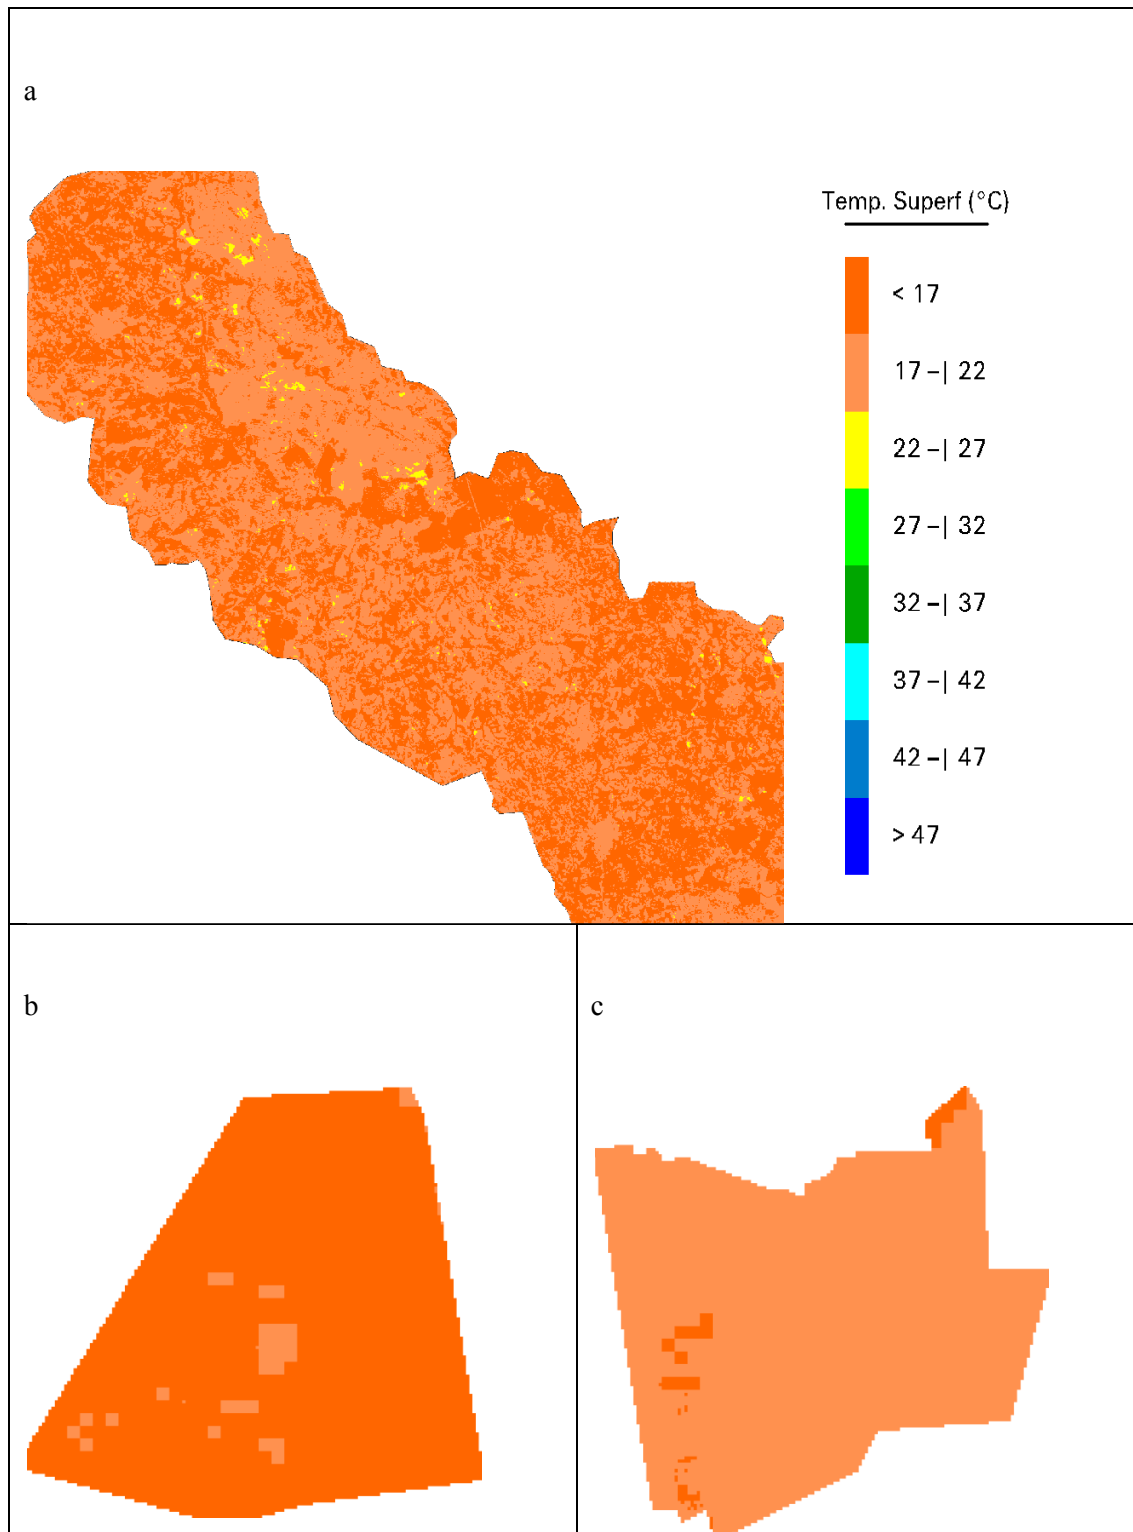 a
Temp. Superf (°C)
< 17
17 –| 22
22 –| 27
27 –| 32
32 –| 37
37 –| 42
42 –| 47
> 47
b
c